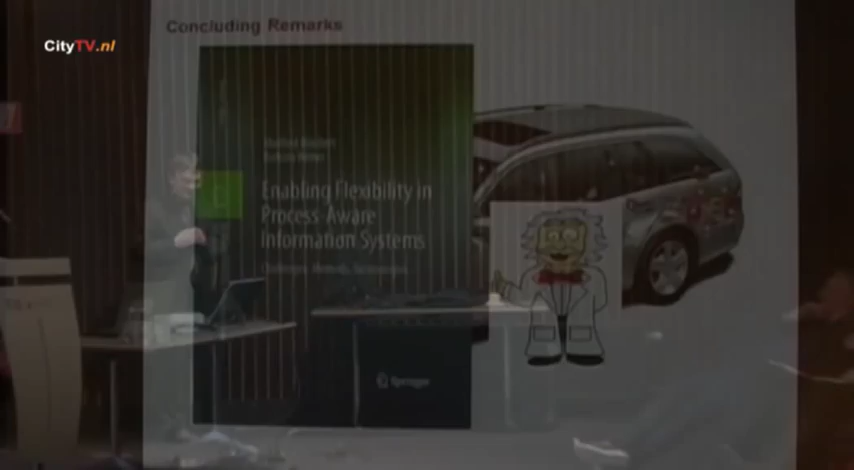 Concluding Remarks
CityTV.nl
Enabling Flexibility in
Process-Aware
Information Systems
Springer